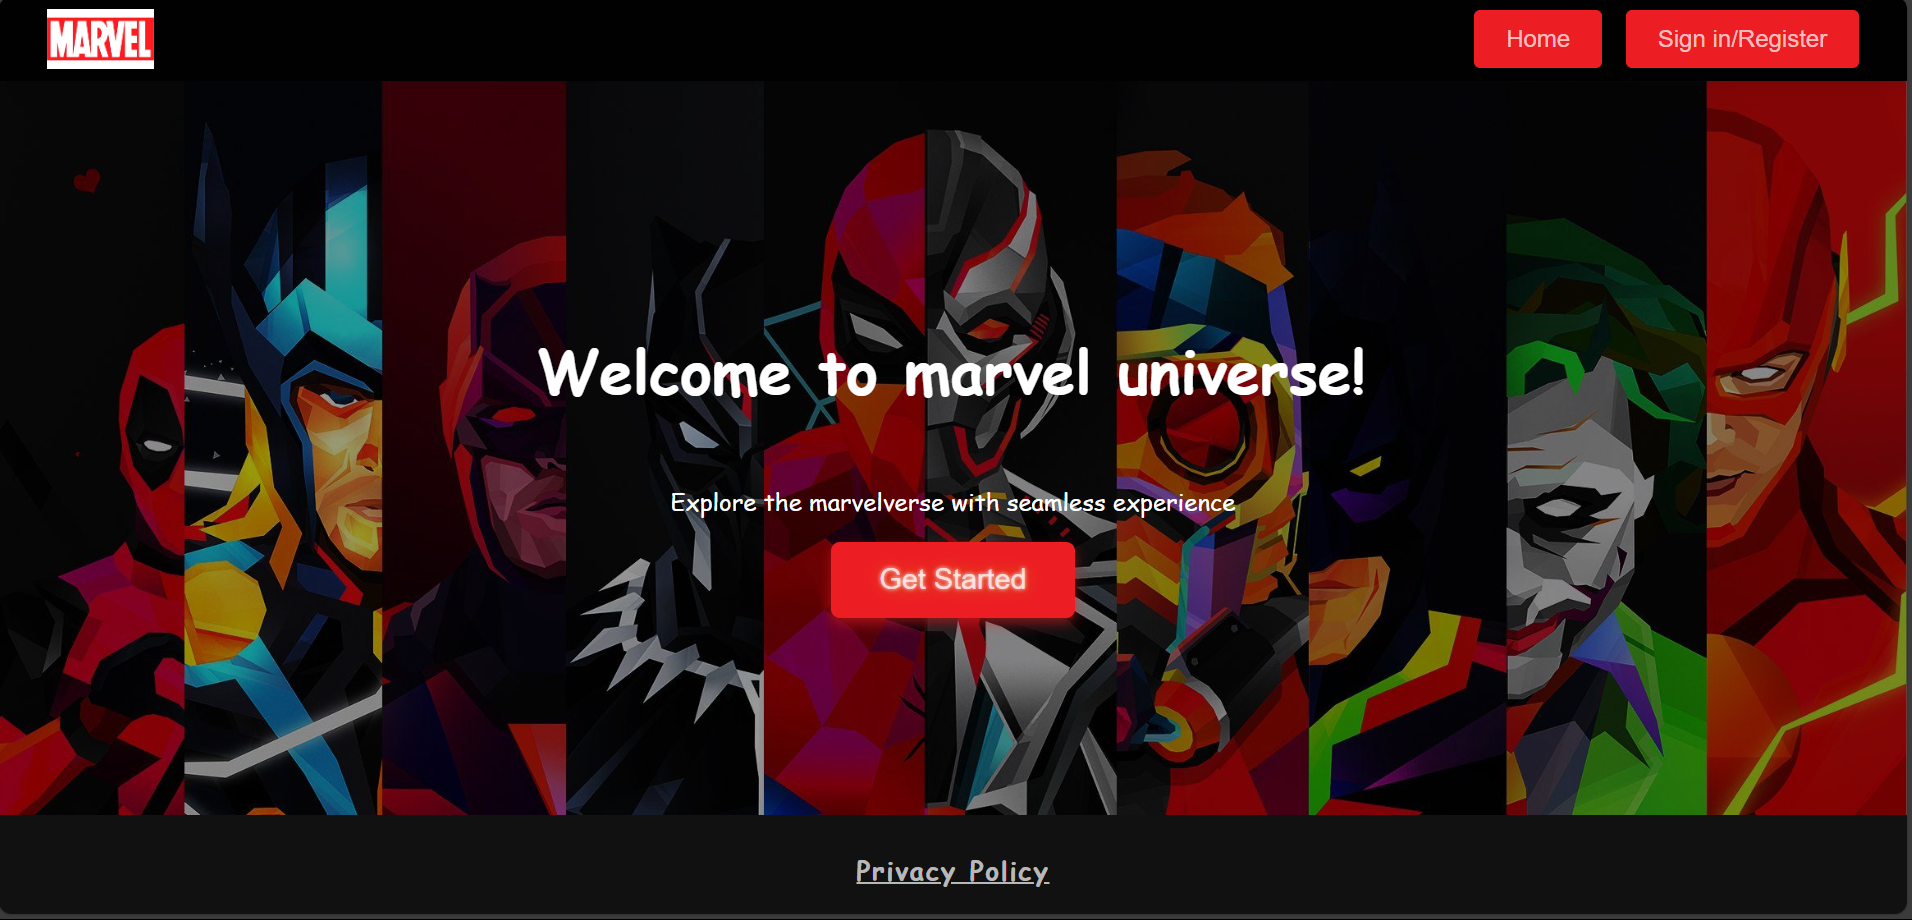 MARVEL
Home
Sign in/Register
Welcome to marvel universe!
Explore the marvelverse with seamless experience
Get Started
Privacy Policy